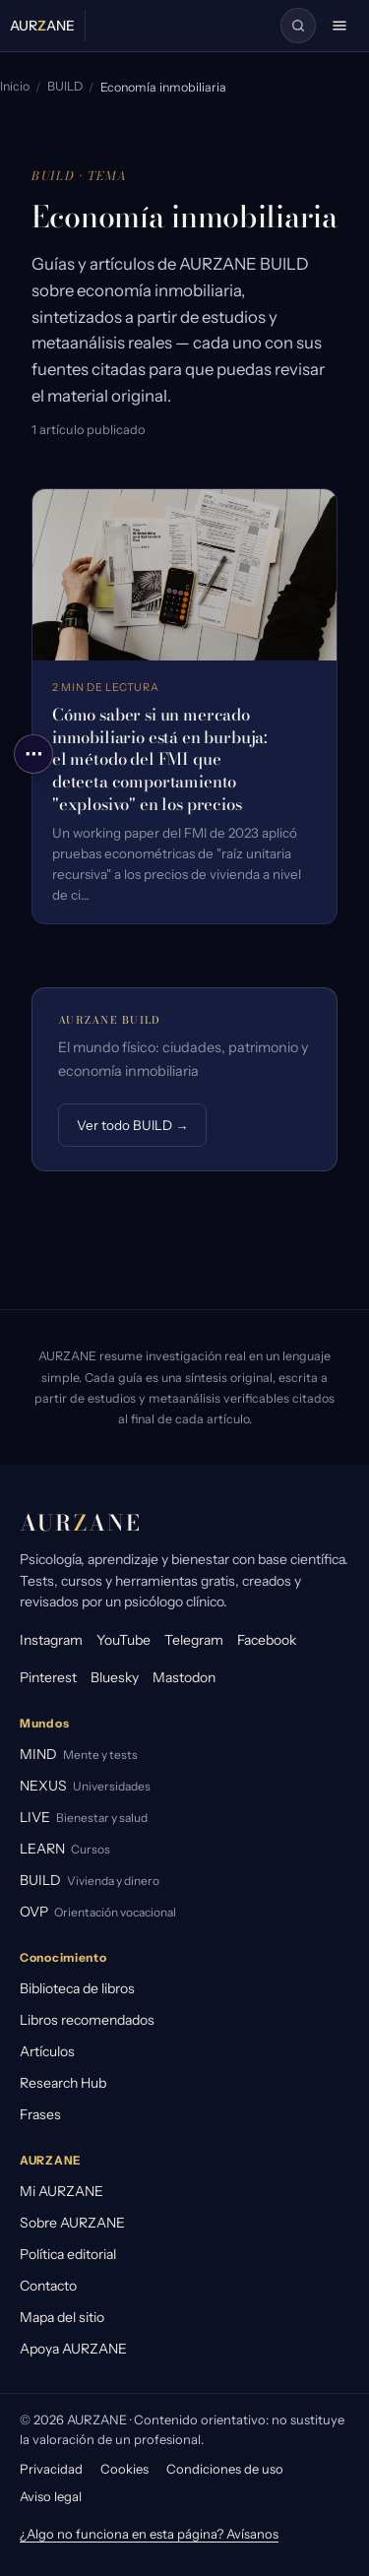 AURZANE
Inicio / BUILD / Economía inmobiliaria
BUILD · TEMA
Economía inmobiliaria
Guías y artículos de AURZANE BUILD
sobre economía inmobiliaria,
sintetizados a partir de estudios y
metaanálisis reales — cada uno con sus
fuentes citadas para que puedas revisar
el material original.
1 artículo publicado
2 MIN DE LECTURA
Cómo saber si un mercado
inmobiliario está en burbuja:
el método del FMI que
detecta comportamiento
"explosivo" en los precios
Un working paper del FMI de 2023 aplicó
pruebas econométricas de "raíz unitaria
recursiva" a los precios de vivienda a nivel
de ci...
AURZANE BUILD
El mundo físico: ciudades, patrimonio y
economía inmobiliaria
Ver todo BUILD →
AURZANE resume investigación real en un lenguaje
simple. Cada guía es una síntesis original, escrita a
partir de estudios y metaanálisis verificables citados
al final de cada artículo.
AURZANE
Psicología, aprendizaje y bienestar con base científica.
Tests, cursos y herramientas gratis, creados y
revisados por un psicólogo clínico.
Instagram YouTube Telegram Facebook
Pinterest Bluesky Mastodon
Mundos
MIND Mente y tests
NEXUS Universidades
LIVE Bienestar y salud
LEARN Cursos
BUILD Vivienda y dinero
OVP Orientación vocacional
Conocimiento
Biblioteca de libros
Libros recomendados
Artículos
Research Hub
Frases
AURZANE
Mi AURZANE
Sobre AURZANE
Política editorial
Contacto
Mapa del sitio
Apoya AURZANE
© 2026 AURZANE · Contenido orientativo: no sustituye
la valoración de un profesional.
Privacidad Cookies Condiciones de uso
Aviso legal
¿Algo no funciona en esta página? Avísanos